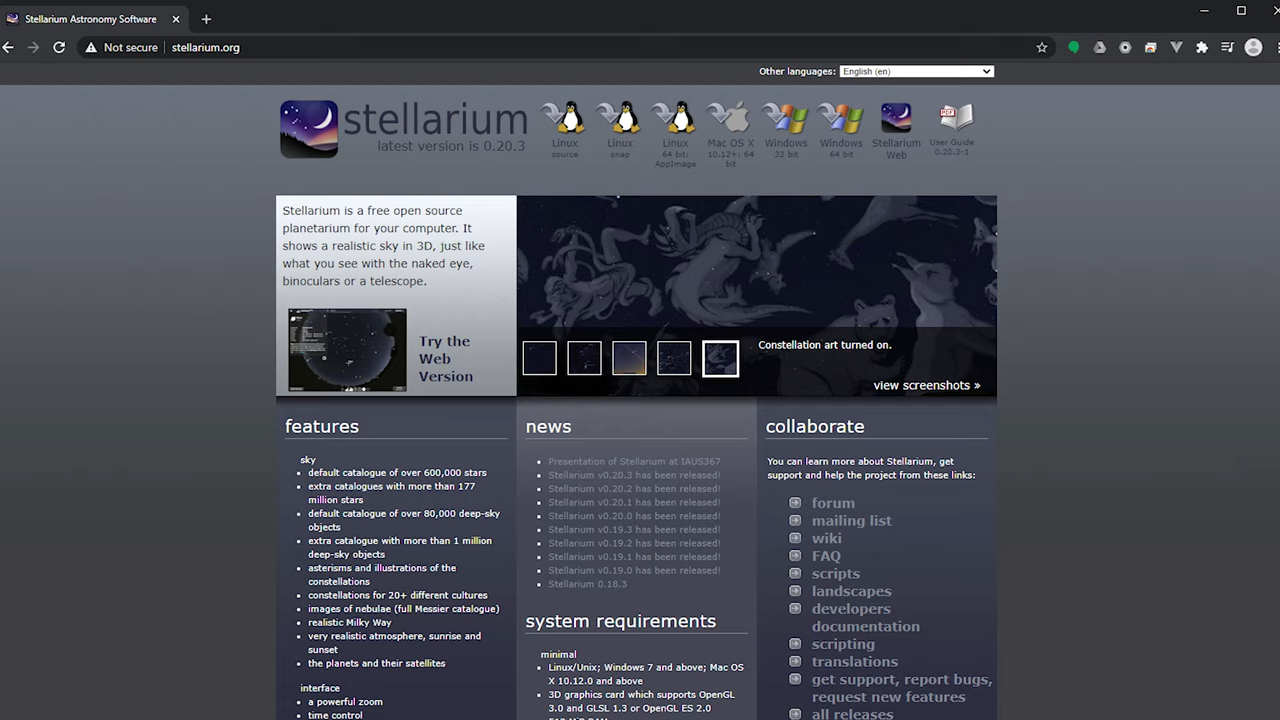 Stellarium Astronomy Software
Not secure
stellarium.org
Other languages:
English (en)
stellarium
latest version is 0.20.3
Linux
source
Linux
snap
Linux
64 bit;
AppImage
Mac OS X
10.12+; 64
bit
Windows
32 bit
Windows
64 bit
Stellarium
Web
PDF
User Guide
0.20.3-1
Stellarium is a free open source
planetarium for your computer. It
shows a realistic sky in 3D, just like
what you see with the naked eye,
binoculars or a telescope.
Try the
Web
Version
Constellation art turned on.
view screenshots »
features
sky
default catalogue of over 600,000 stars
extra catalogues with more than 177
million stars
default catalogue of over 80,000 deep-sky
objects
extra catalogue with more than 1 million
deep-sky objects
asterisms and illustrations of the
constellations
constellations for 20+ different cultures
images of nebulae (full Messier catalogue)
realistic Milky Way
very realistic atmosphere, sunrise and
sunset
the planets and their satellites
interface
a powerful zoom
time control
news
Presentation of Stellarium at IAUS367
Stellarium v0.20.3 has been released!
Stellarium v0.20.2 has been released!
Stellarium v0.20.1 has been released!
Stellarium v0.20.0 has been released!
Stellarium v0.19.3 has been released!
Stellarium v0.19.2 has been released!
Stellarium v0.19.1 has been released!
Stellarium v0.19.0 has been released!
Stellarium 0.18.3
system requirements
minimal
Linux/Unix; Windows 7 and above; Mac OS
X 10.12.0 and above
3D graphics card which supports OpenGL
3.0 and GLSL 1.3 or OpenGL ES 2.0
collaborate
You can learn more about Stellarium, get
support and help the project from these links:
forum
mailing list
wiki
FAQ
scripts
landscapes
developers
documentation
scripting
translations
get support, report bugs,
request new features
all releases